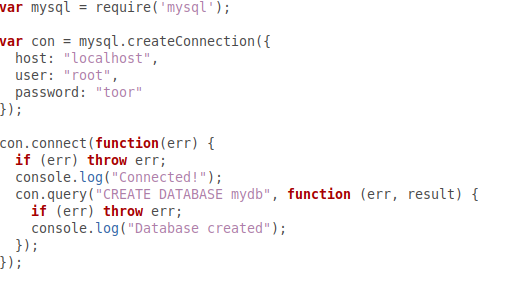 var mysql = require('mysql');

var con = mysql.createConnection({
  host: "localhost",
  user: "root",
  password: "toor"
});

con.connect(function(err) {
  if (err) throw err;
  console.log("Connected!");
  con.query("CREATE DATABASE mydb", function (err, result) {
    if (err) throw err;
    console.log("Database created");
  });
});